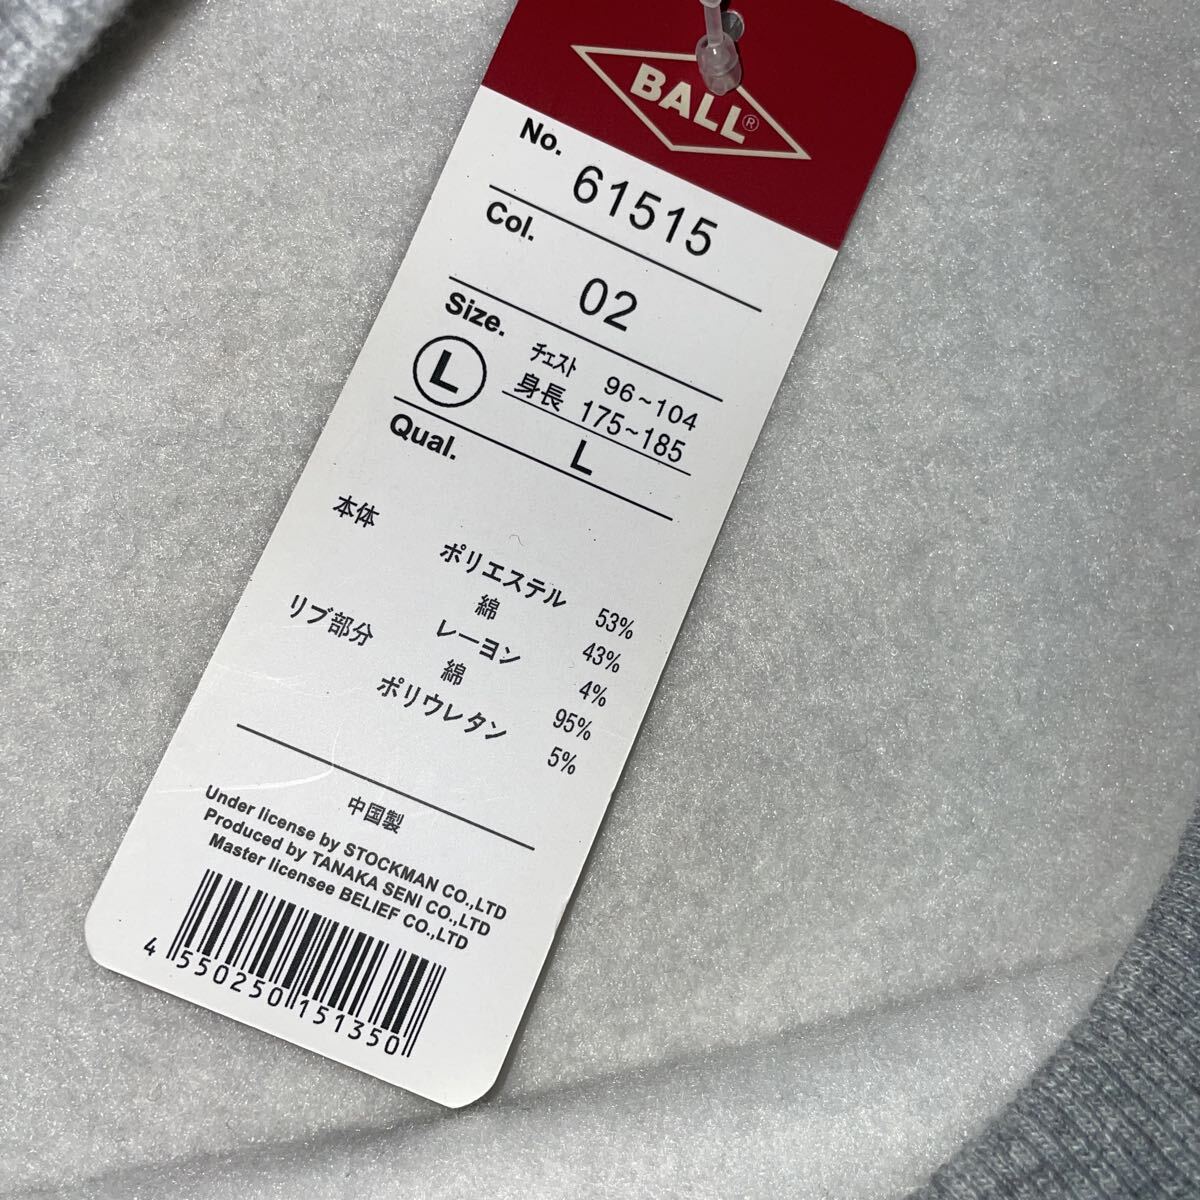 BALL®
No.
61515
Col.
02
Size.
L
チェスト 96~104
身長 175~185
Qual.
L
本体
ポリエステル 53%
綿 43%
レーヨン 4%
リブ部分
綿 95%
ポリウレタン 5%
中国製
Under license by STOCKMAN CO.,LTD
Produced by TANAKA SENI CO.,LTD
Master licensee BELIEF CO.,LTD
4 550250 151350